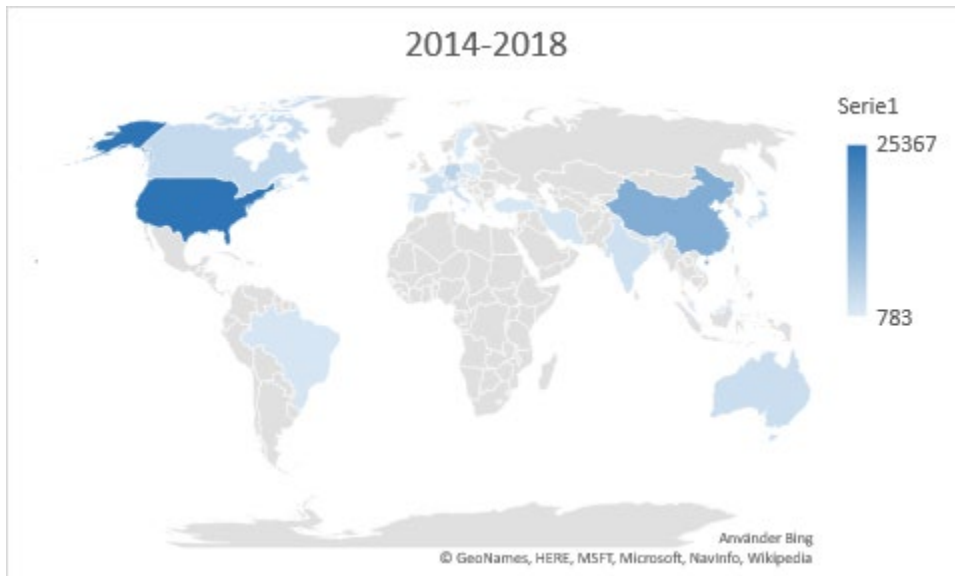 2014-2018
Serie1
25367
783
Använder Bing
© GeoNames, HERE, MSFT, Microsoft, NavInfo, Wikipedia